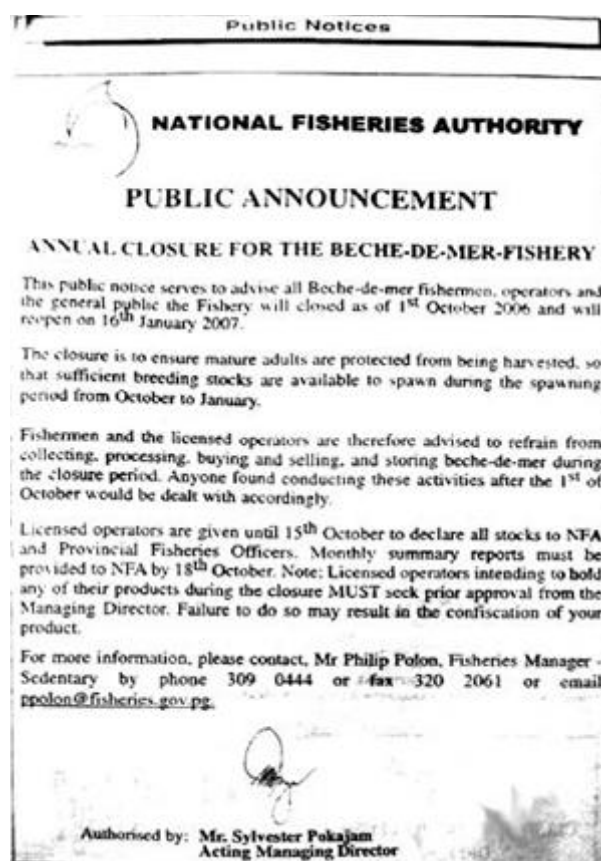 Public Notices
NATIONAL FISHERIES AUTHORITY
PUBLIC ANNOUNCEMENT
ANNUAL CLOSURE FOR THE BECHE-DE-MER-FISHERY
This public notice serves to advise all Beche-de-mer fishermen, operators and
the general public the Fishery will closed as of 1st October 2006 and will
reopen on 16th January 2007.
The closure is to ensure mature adults are protected from being harvested, so
that sufficient breeding stocks are available to spawn during the spawning
period from October to January.
Fishermen and the licensed operators are therefore advised to refrain from
collecting, processing, buying and selling, and storing beche-de-mer during
the closure period. Anyone found conducting these activities after the 1st of
October would be dealt with accordingly.
Licensed operators are given until 15th October to declare all stocks to NFA
and Provincial Fisheries Officers. Monthly summary reports must be
provided to NFA by 18th October. Note: Licensed operators intending to hold
any of their products during the closure MUST seek prior approval from the
Managing Director. Failure to do so may result in the confiscation of your
product.
For more information, please contact, Mr Philip Polon, Fisheries Manager -
Sedentary by phone 309 0444 or fax 320 2061 or email
ppolon@fisheries.gov.pg.
Authorised by: Mr. Sylvester Pokajam
Acting Managing Director